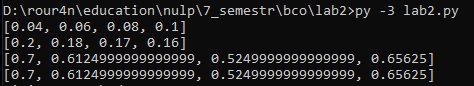 D:\rour4n\education\nulp\7_semestr\bco\lab2>py -3 lab2.py
[0.04, 0.06, 0.08, 0.1]
[0.2, 0.18, 0.17, 0.16]
[0.7, 0.6124999999999999, 0.5249999999999999, 0.65625]
[0.7, 0.6124999999999999, 0.5249999999999999, 0.65625]